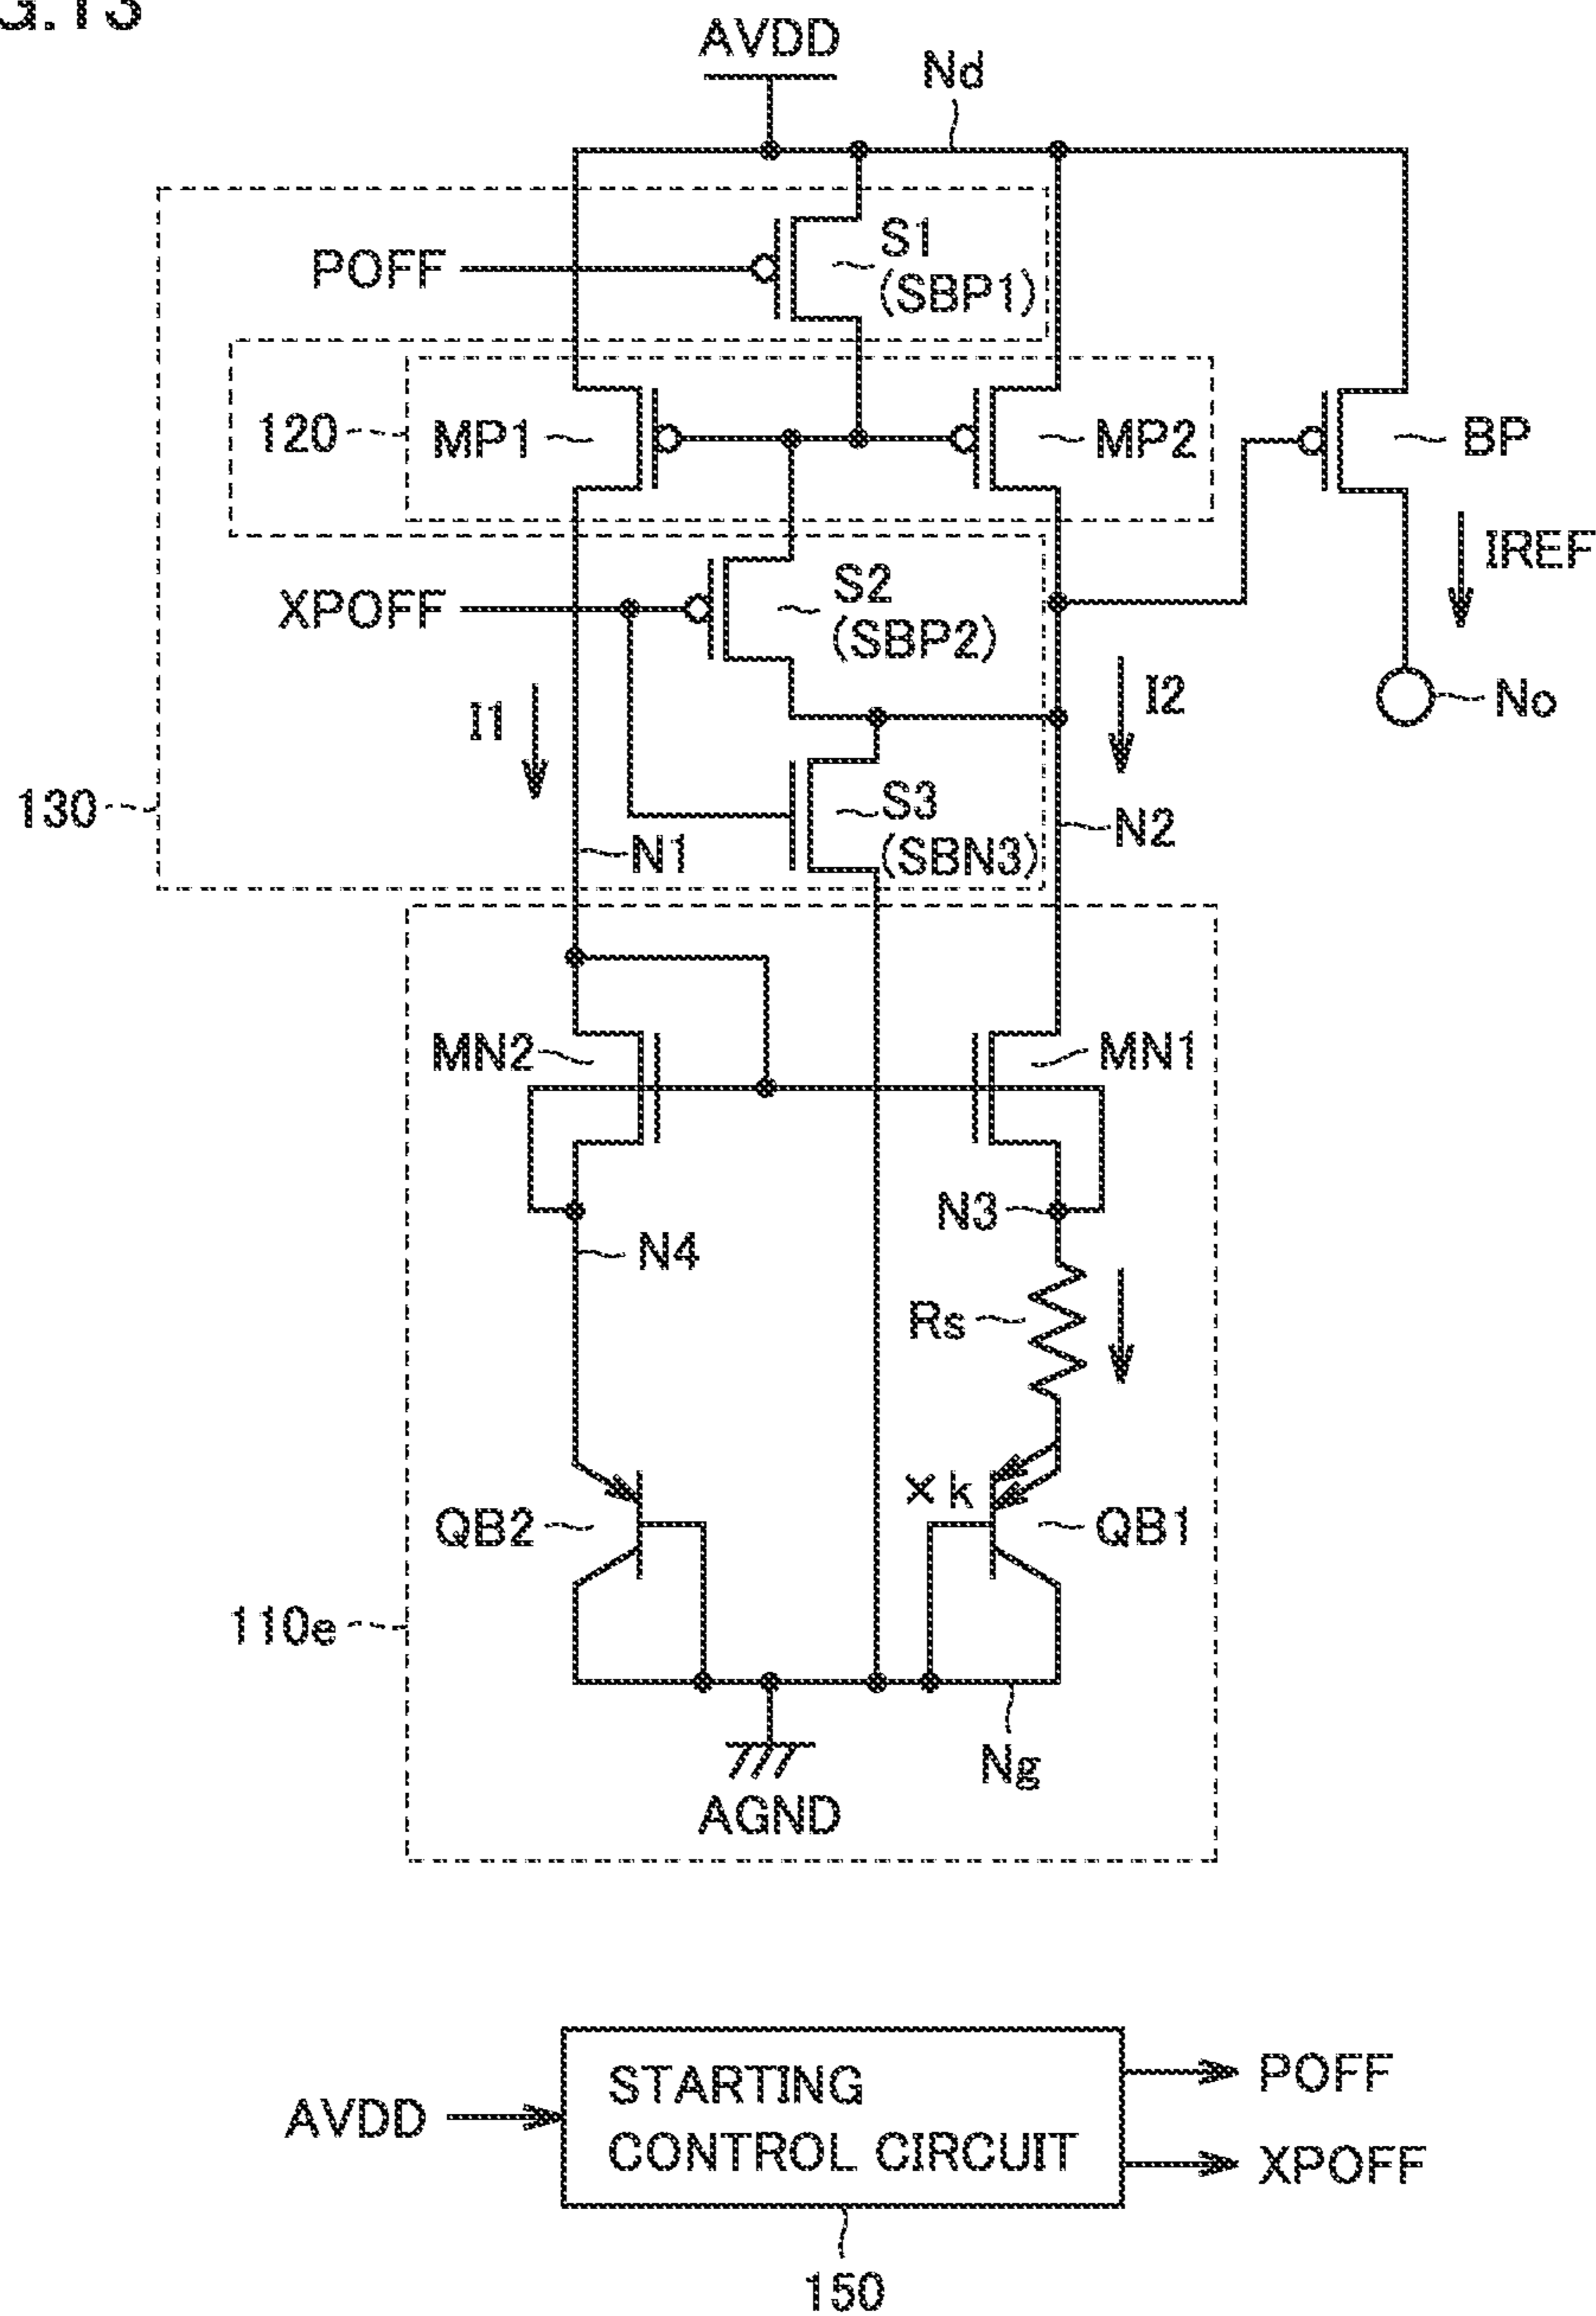 G.13
AVDD
Nd
POFF
S1
(SBP1)
120
MP1
MP2
BP
IREF
XPOFF
S2
(SBP2)
I1
I2
No
130
S3
(SBN3)
N1
N2
MN2
MN1
N3
N4
Rs
× k
QB2
QB1
110e
Ng
AGND
AVDD
STARTING
CONTROL CIRCUIT
POFF
XPOFF
150